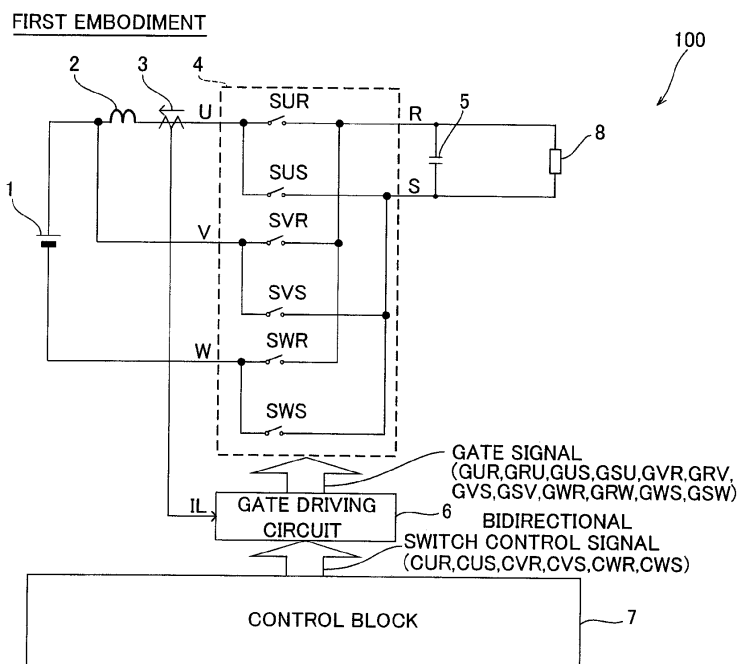 FIRST EMBODIMENT
100
2
3
4
U
SUR
R
5
8
SUS
S
1
V
SVR
SVS
W
SWR
SWS
GATE SIGNAL
(GUR,GRU,GUS,GSU,GVR,GRV,
GVS,GSV,GWR,GRW,GWS,GSW)
IL
GATE DRIVING
CIRCUIT
6
BIDIRECTIONAL
SWITCH CONTROL SIGNAL
(CUR,CUS,CVR,CVS,CWR,CWS)
CONTROL BLOCK
7